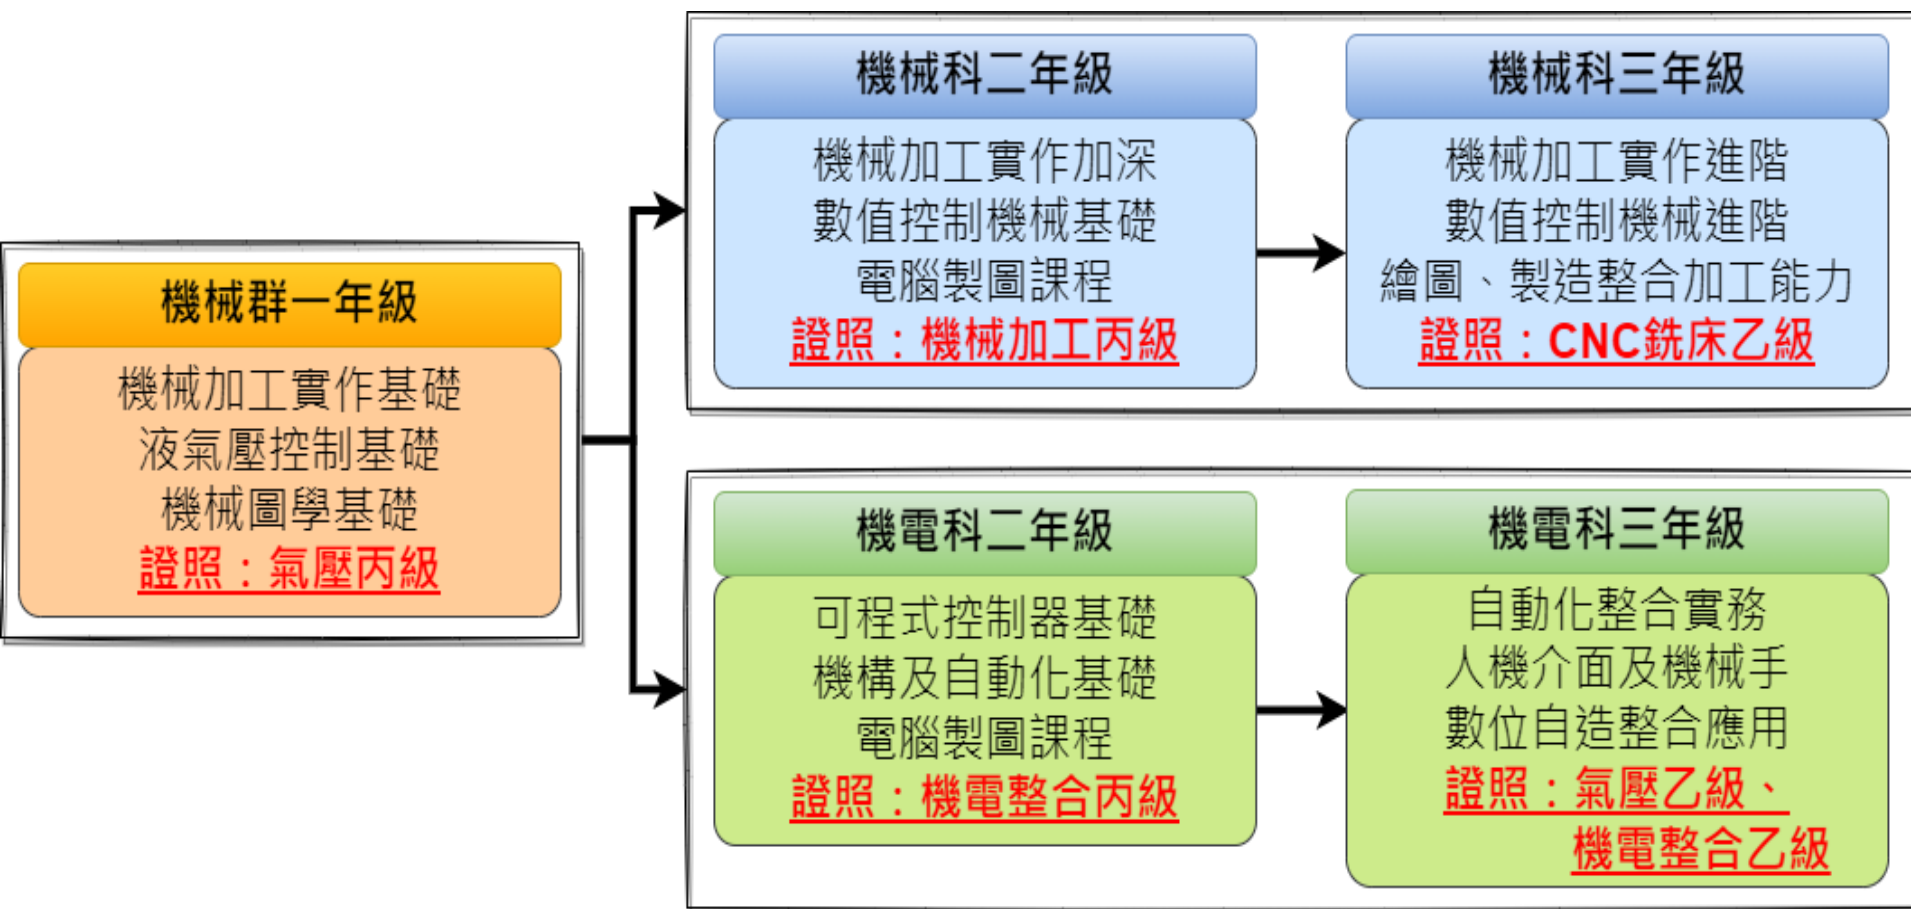 機械群一年級
機械加工實作基礎
液氣壓控制基礎
機械圖學基礎
證照：氣壓丙級
機械科二年級
機械加工實作加深
數值控制機械基礎
電腦製圖課程
證照：機械加工丙級
機械科三年級
機械加工實作進階
數值控制機械進階
繪圖、製造整合加工能力
證照：CNC銑床乙級
機電科二年級
可程式控制器基礎
機構及自動化基礎
電腦製圖課程
證照：機電整合丙級
機電科三年級
自動化整合實務
人機介面及機械手
數位自造整合應用
證照：氣壓乙級、
機電整合乙級